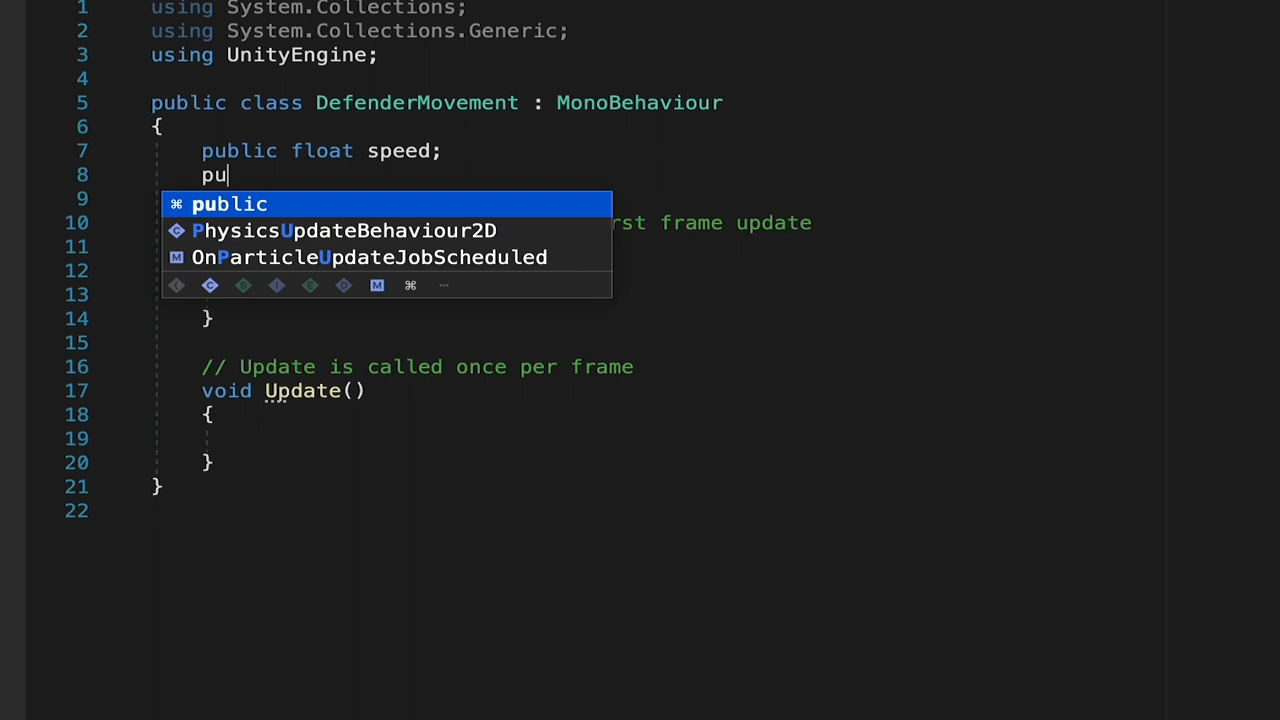 1 using System.Collections;
2 using System.Collections.Generic;
3 using UnityEngine;
4
5 public class DefenderMovement : MonoBehaviour
6 {
7 public float speed;
8 pu
9 public
PhysicsUpdateBehaviour2D
10 rst frame update
11 OnParticleUpdateJobScheduled
12
13
14 }
15
16 // Update is called once per frame
17 void Update()
18 {
19
20 }
21 }
22